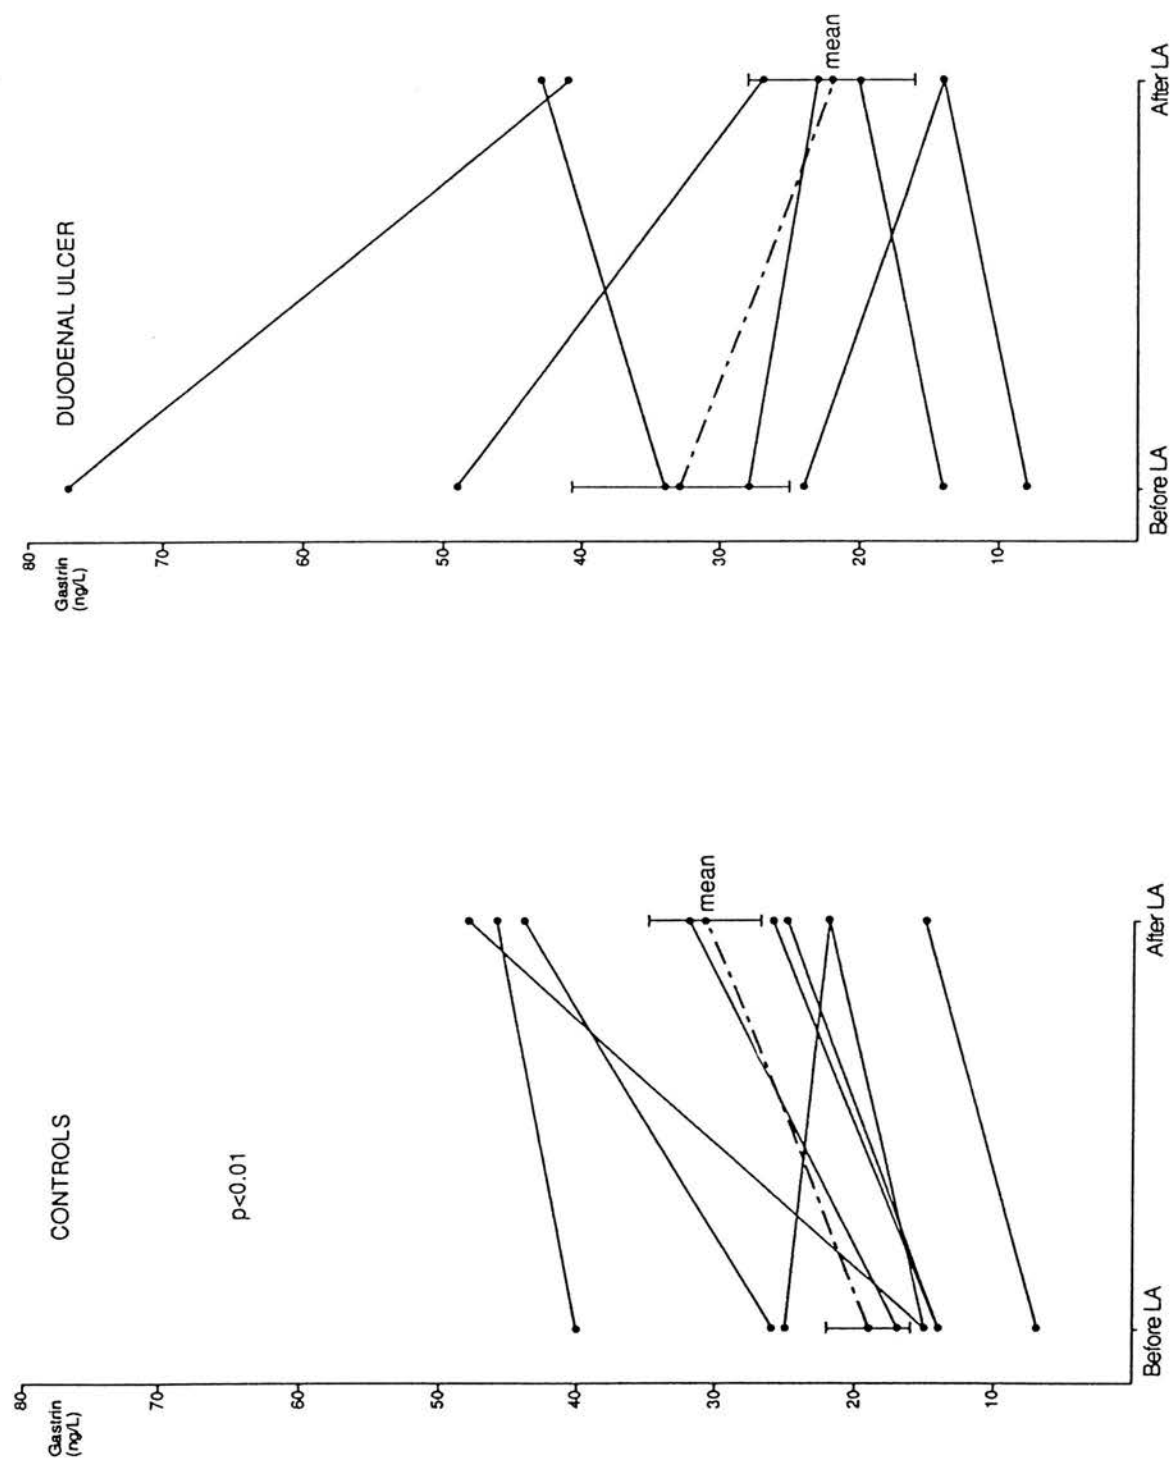 CONTROLS
p<0.01
Gastrin
(ng/L)
80
70
60
50
40
30
20
10
mean
Before LA
After LA
DUODENAL ULCER
Gastrin
(ng/L)
80
70
60
50
40
30
20
10
mean
Before LA
After LA